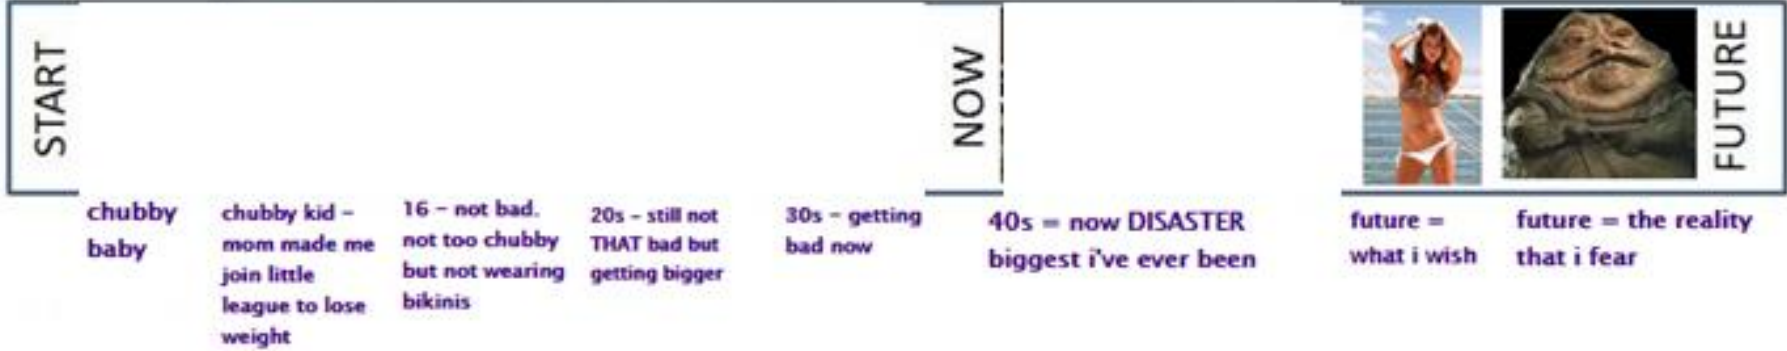 START
NOW
FUTURE
chubby
baby
chubby kid –
mom made me
join little
league to lose
weight
16 – not bad.
not too chubby
but not wearing
bikinis
20s – still not
THAT bad but
getting bigger
30s – getting
bad now
40s = now DISASTER
biggest i've ever been
future =
what i wish
future = the reality
that i fear